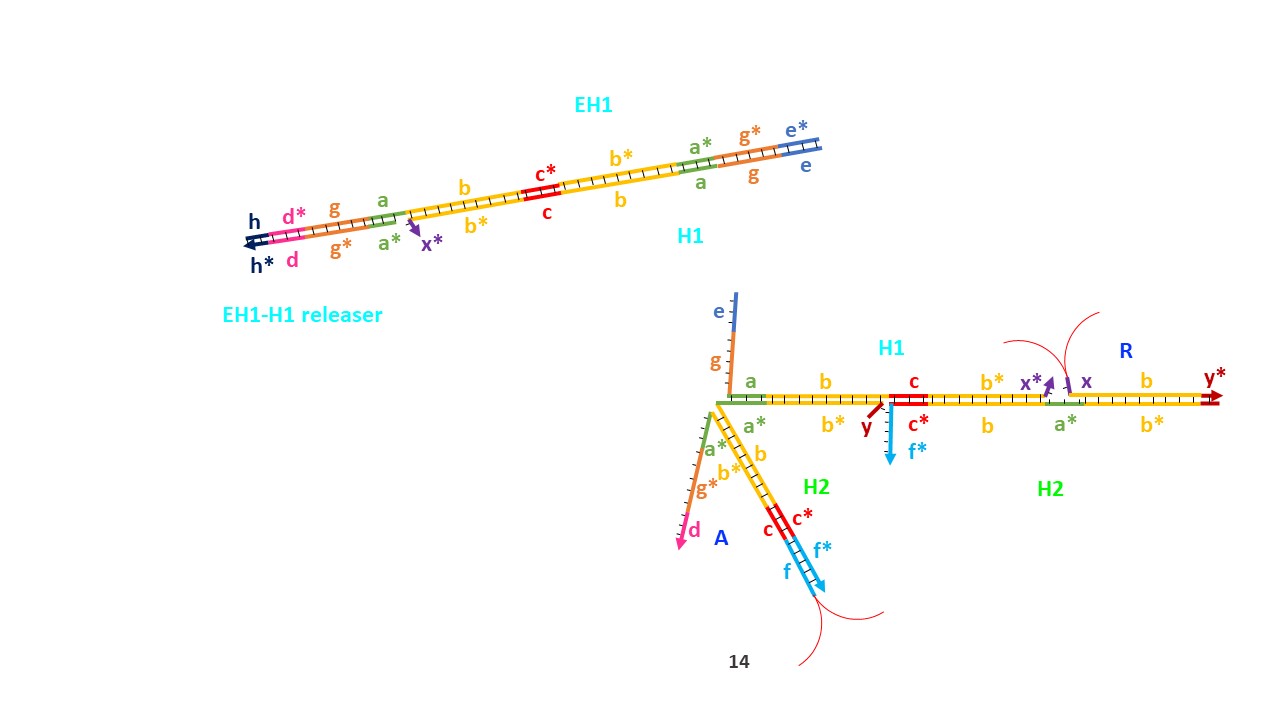 EH1
e*
g*
a*
b*
c*
b
a
g
d*
h
e
g
a
b
c
b*
x*
a*
g*
d
h*
H1
EH1-H1 releaser
e
g
H1
R
a
b
c
b*
x*
x
b
y*
a*
b*
y
c*
b
a*
b*
f*
a*
b
b*
g*
H2
H2
d
A
c
c*
f*
f
14